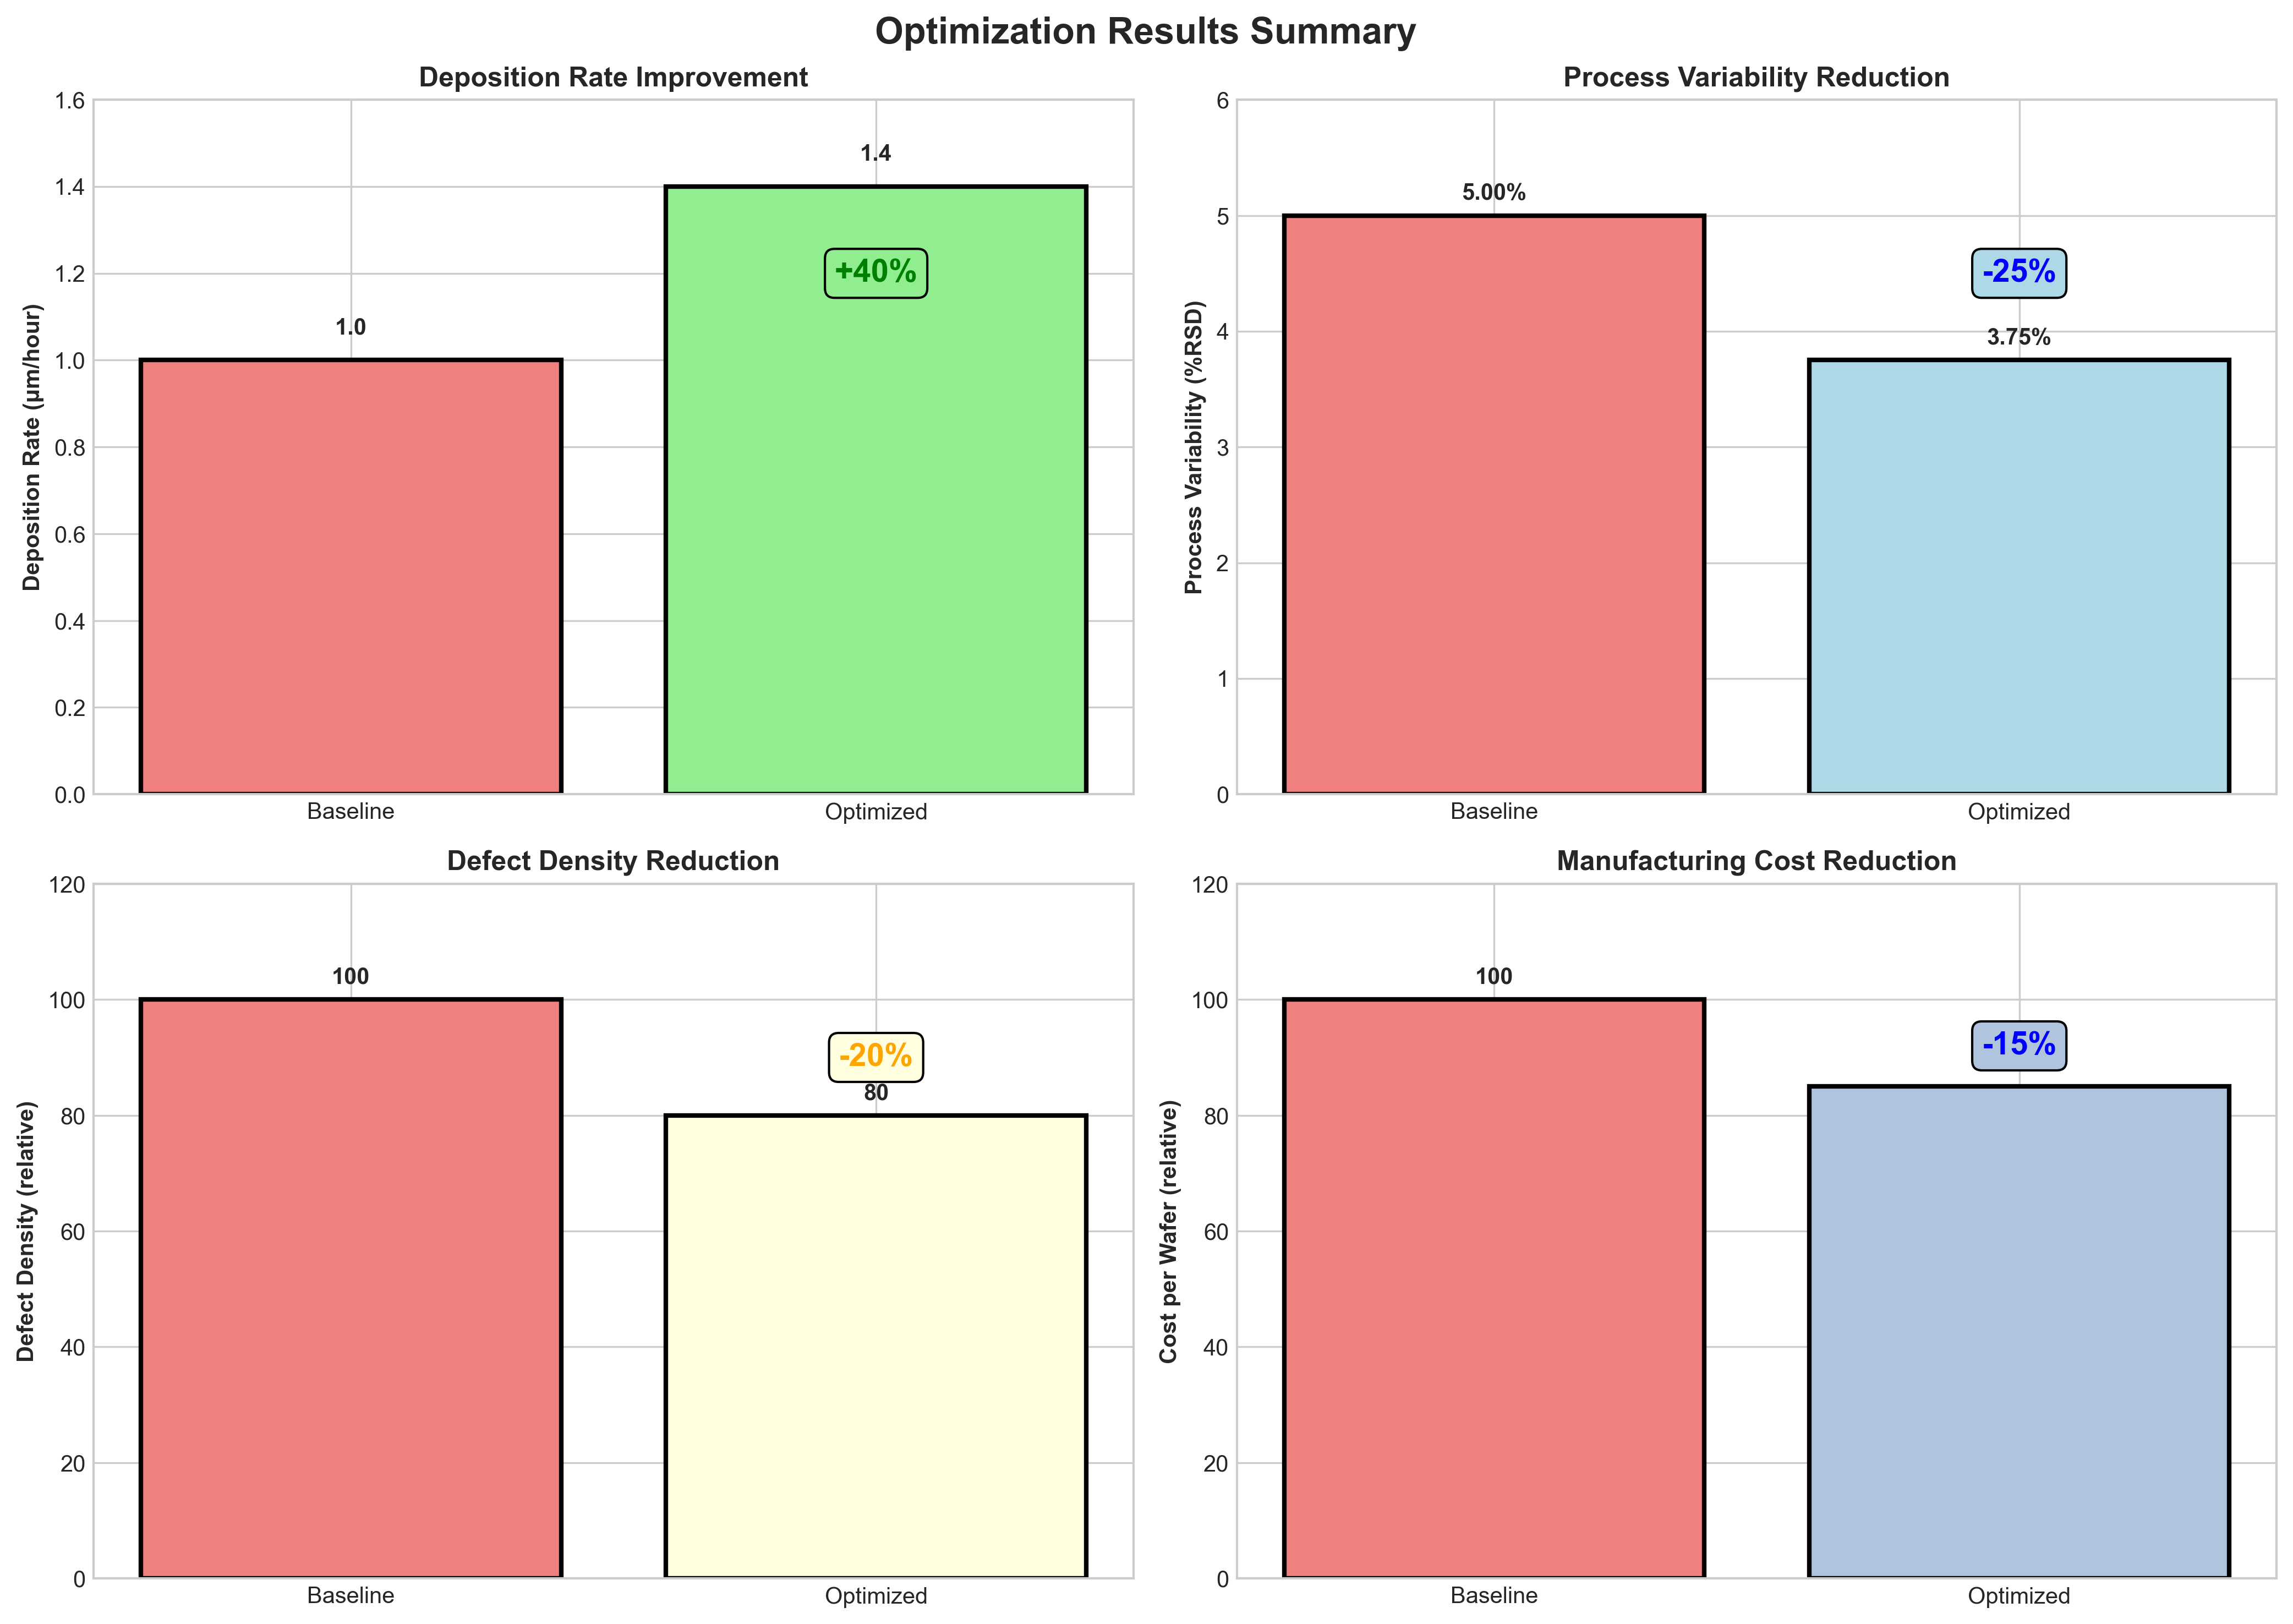 Optimization Results Summary
Deposition Rate Improvement
Deposition Rate (μm/hour)
1.6
1.4
1.2
1.0
0.8
0.6
0.4
0.2
0.0
1.0
1.4
+40%
Baseline
Optimized
Process Variability Reduction
Process Variability (%RSD)
6
5
4
3
2
1
0
5.00%
-25%
3.75%
Baseline
Optimized
Defect Density Reduction
Defect Density (relative)
120
100
80
60
40
20
0
100
-20%
80
Baseline
Optimized
Manufacturing Cost Reduction
Cost per Wafer (relative)
120
100
80
60
40
20
0
100
-15%
Baseline
Optimized